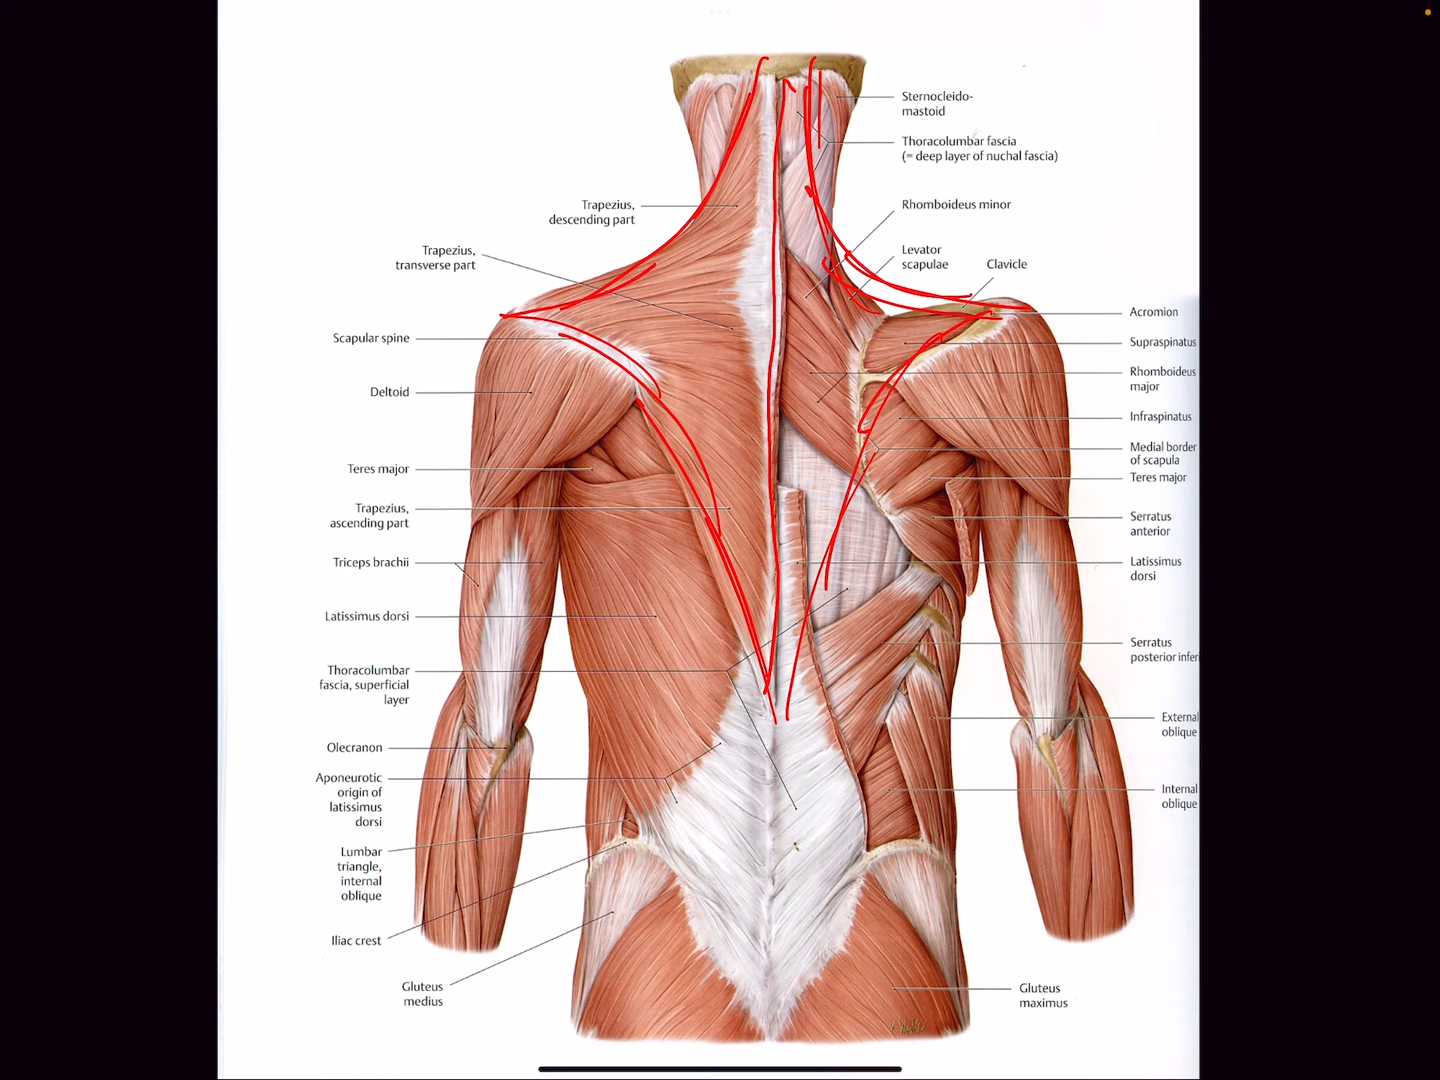 Sternocleido-
mastoid
Thoracolumbar fascia
(= deep layer of nuchal fascia)
Trapezius,
descending part
Rhomboideus minor
Trapezius,
transverse part
Levator
scapulae
Clavicle
Acromion
Scapular spine
Supraspinatus
Deltoid
Rhomboideus
major
Infraspinatus
Medial border
of scapula
Teres major
Teres major
Trapezius,
ascending part
Serratus
anterior
Triceps brachii
Latissimus
dorsi
Latissimus dorsi
Serratus
posterior inferi
Thoracolumbar
fascia, superficial
layer
External
oblique
Olecranon
Aponeurotic
origin of
latissimus
dorsi
Internal
oblique
Lumbar
triangle,
internal
oblique
Iliac crest
Gluteus
medius
Gluteus
maximus